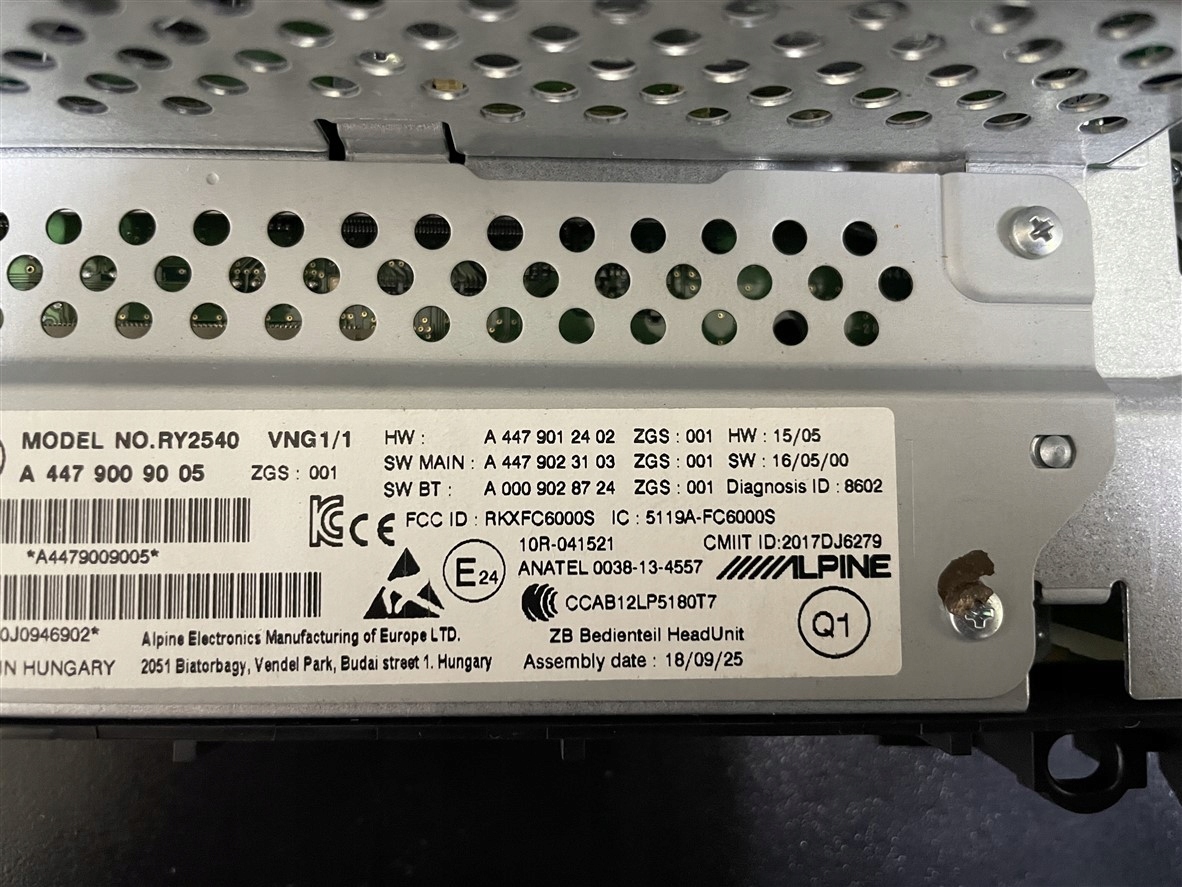 MODEL NO.RY2540 VNG1/1
A 447 900 90 05 ZGS : 001
HW : A 447 901 24 02 ZGS : 001 HW : 15/05
SW MAIN : A 447 902 31 03 ZGS : 001 SW : 16/05/00
SW BT : A 000 902 87 24 ZGS : 001 Diagnosis ID : 8602
CE FCC ID : RKXFC6000S IC : 5119A-FC6000S
*A4479009005*
10R-041521 CMIIT ID:2017DJ6279
E24 ANATEL 0038-13-4557 ALPINE
CCAB12LP5180T7
0J0946902*
Alpine Electronics Manufacturing of Europe LTD.
ZB Bedienteil HeadUnit
Q1
IN HUNGARY
2051 Biatorbagy, Vendel Park, Budai street 1. Hungary
Assembly date : 18/09/25